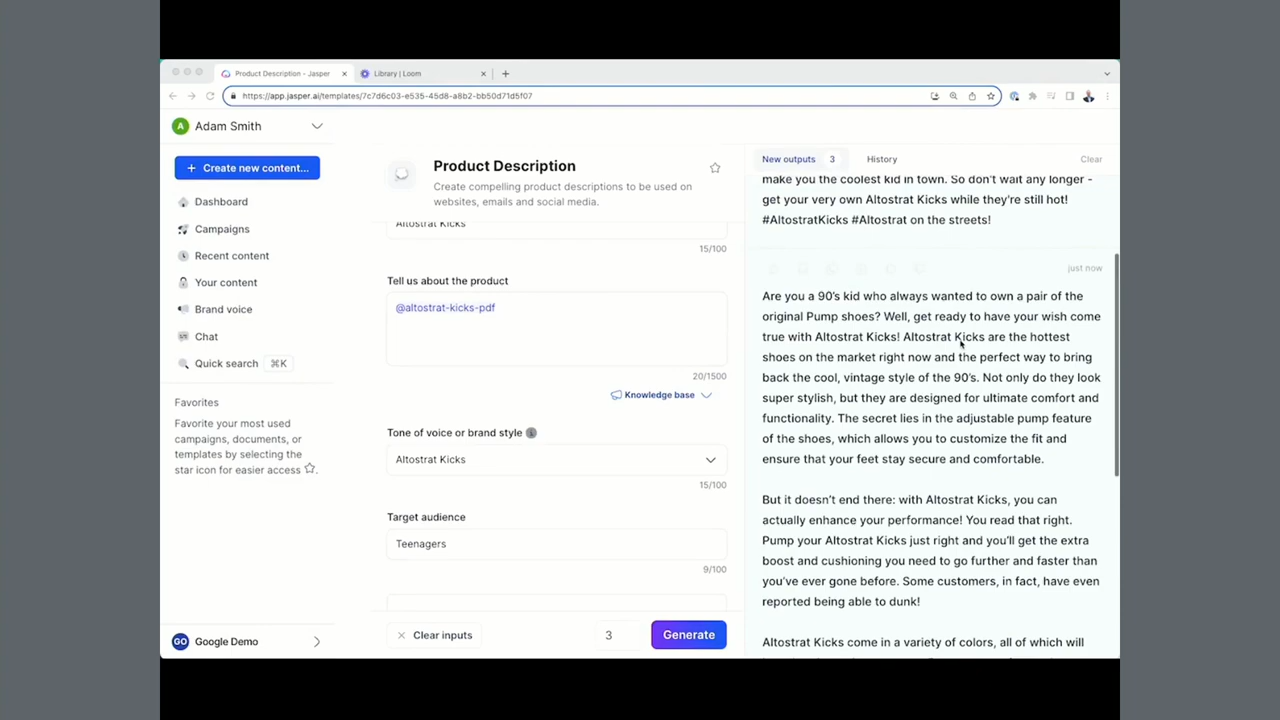 Product Description - Jasper
Library | Loom
https://app.jasper.ai/templates/7c7d6c03-e535-45d8-a8b2-bb50d71d5f07
A
Adam Smith
+ Create new content...
Dashboard
Campaigns
Recent content
Your content
Brand voice
Chat
Quick search ⌘K
Favorites
Favorite your most used
campaigns, documents, or
templates by selecting the
star icon for easier access
.
GO Google Demo
Product Description
Create compelling product descriptions to be used on
websites, emails and social media.
Altostrat Kicks
15/100
Tell us about the product
@altostrat-kicks-pdf
20/1500
Knowledge base
Tone of voice or brand style
Altostrat Kicks
15/100
Target audience
Teenagers
9/100
Clear inputs
3
Generate
New outputs 3
History
Clear
make you the coolest kid in town. So don't wait any longer -
get your very own Altostrat Kicks while they're still hot!
#AltostratKicks #Altostrat on the streets!
just now
Are you a 90's kid who always wanted to own a pair of the
original Pump shoes? Well, get ready to have your wish come
true with Altostrat Kicks! Altostrat Kicks are the hottest
shoes on the market right now and the perfect way to bring
back the cool, vintage style of the 90's. Not only do they look
super stylish, but they are designed for ultimate comfort and
functionality. The secret lies in the adjustable pump feature
of the shoes, which allows you to customize the fit and
ensure that your feet stay secure and comfortable.
But it doesn't end there: with Altostrat Kicks, you can
actually enhance your performance! You read that right.
Pump your Altostrat Kicks just right and you'll get the extra
boost and cushioning you need to go further and faster than
you've ever gone before. Some customers, in fact, have even
reported being able to dunk!
Altostrat Kicks come in a variety of colors, all of which will